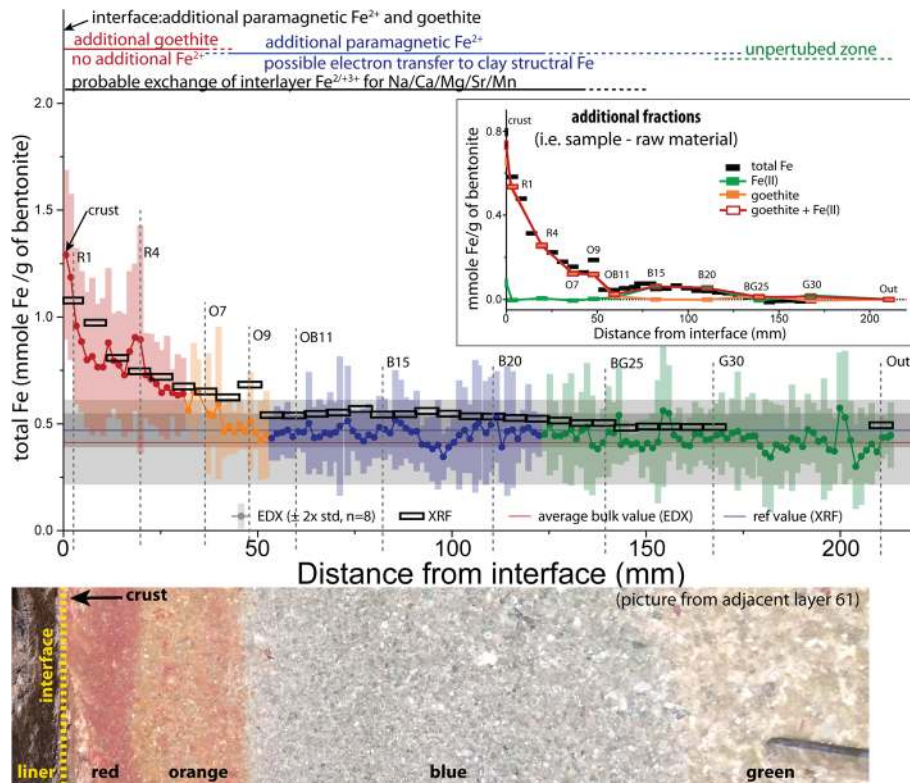 interface:additional paramagnetic Fe²⁺ and goethite
additional goethite
additional paramagnetic Fe²⁺
unpertubed zone
no additional Fe²⁺
possible electron transfer to clay structral Fe
probable exchange of interlayer Fe²ᐟ⁺³⁺ for Na/Ca/Mg/Sr/Mn
total Fe (mmole Fe/g of bentonite)
2.0
1.5
1.0
0.5
0.0
crust
R1
R4
O7
O9
OB11
B15
B20
BG25
G30
Out
additional fractions
(i.e. sample - raw material)
mmole Fe/g of bentonite
0.8
0.4
0.0
crust
R1
R4
O7
O9
OB11
B15
B20
BG25
G30
Out
total Fe
Fe(II)
goethite
goethite + Fe(II)
0 50 100 150 200
Distance from interface (mm)
EDX (± 2x std, n=8) XRF average bulk value (EDX) ref value (XRF)
0 50 100 150 200
Distance from interface (mm)
crust
(picture from adjacent layer 61)
interface
liner red orange blue green